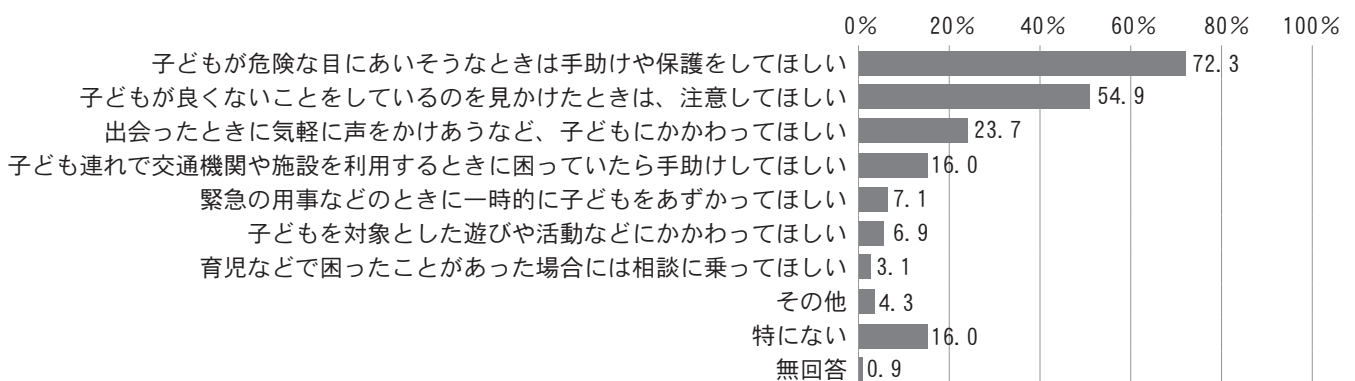 0% 20% 40% 60% 80% 100%
子どもが危険な目にあいそうなときは手助けや保護をしてほしい 72.3
子どもが良くないことをしているのを見かけたときは、注意してほしい 54.9
出会ったときに気軽に声をかけあうなど、子どもにかかわってほしい 23.7
子ども連れで交通機関や施設を利用するときに困っていたら手助けしてほしい 16.0
緊急の用事などのときに一時的に子どもをあずかってほしい 7.1
子どもを対象とした遊びや活動などにかかわってほしい 6.9
育児などで困ったことがあった場合には相談に乗ってほしい 3.1
その他 4.3
特にない 16.0
無回答 0.9